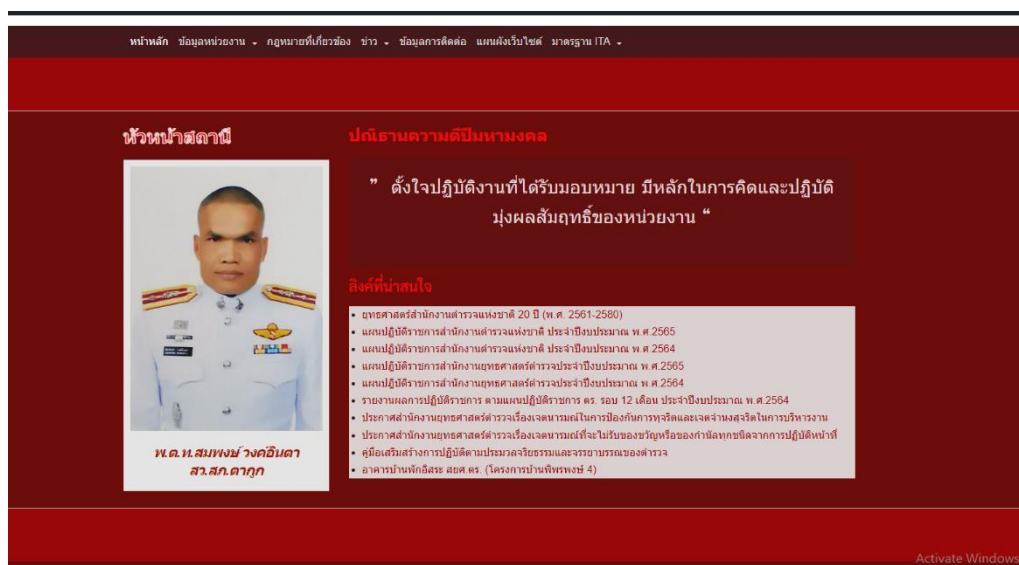 หน้าหลัก ข้อมูลหน่วยงาน กฎหมายที่เกี่ยวข้อง ข่าว ข้อมูลการติดต่อ แผนผังเว็บไซต์ มาตรฐาน ITA
หัวหน้าสถานี
พ.ต.ท.สมพงษ์ วงค์อินตา
สว.สภ.ตากูก
ปณิธานความดีปีมหามงคล
” ตั้งใจปฏิบัติงานที่ได้รับมอบหมาย มีหลักในการคิดและปฏิบัติ
มุ่งผลสัมฤทธิ์ของหน่วยงาน “
ลิงค์ที่น่าสนใจ
• ยุทธศาสตร์สำนักงานตำรวจแห่งชาติ 20 ปี (พ.ศ. 2561-2580)
• แผนปฏิบัติราชการสำนักงานตำรวจแห่งชาติ ประจำปีงบประมาณ พ.ศ.2565
• แผนปฏิบัติราชการสำนักงานตำรวจแห่งชาติ ประจำปีงบประมาณ พ.ศ.2564
• แผนปฏิบัติราชการสำนักงานยุทธศาสตร์ตำรวจประจำปีงบประมาณ พ.ศ.2565
• แผนปฏิบัติราชการสำนักงานยุทธศาสตร์ตำรวจประจำปีงบประมาณ พ.ศ.2564
• รายงานผลการปฏิบัติราชการ ตามแผนปฏิบัติราชการ ตร. รอบ 12 เดือน ประจำปีงบประมาณ พ.ศ.2564
• ประกาศสำนักงานยุทธศาสตร์ตำรวจเรื่องเจตนารมณ์ในการป้องกันการทุจริตและเจตจำนงสุจริตในการบริหารงาน
• ประกาศสำนักงานยุทธศาสตร์ตำรวจเรื่องเจตนารมณ์ที่จะไม่รับของขวัญหรือของกำนัลทุกชนิดจากการปฏิบัติหน้าที่
• คู่มือเสริมสร้างการปฏิบัติตามประมวลจริยธรรมและจรรยาบรรณของตำรวจ
• อาคารบ้านพักอิสระ สยศ.ตร. (โครงการบ้านพิพรพงษ์ 4)
Activate Windows